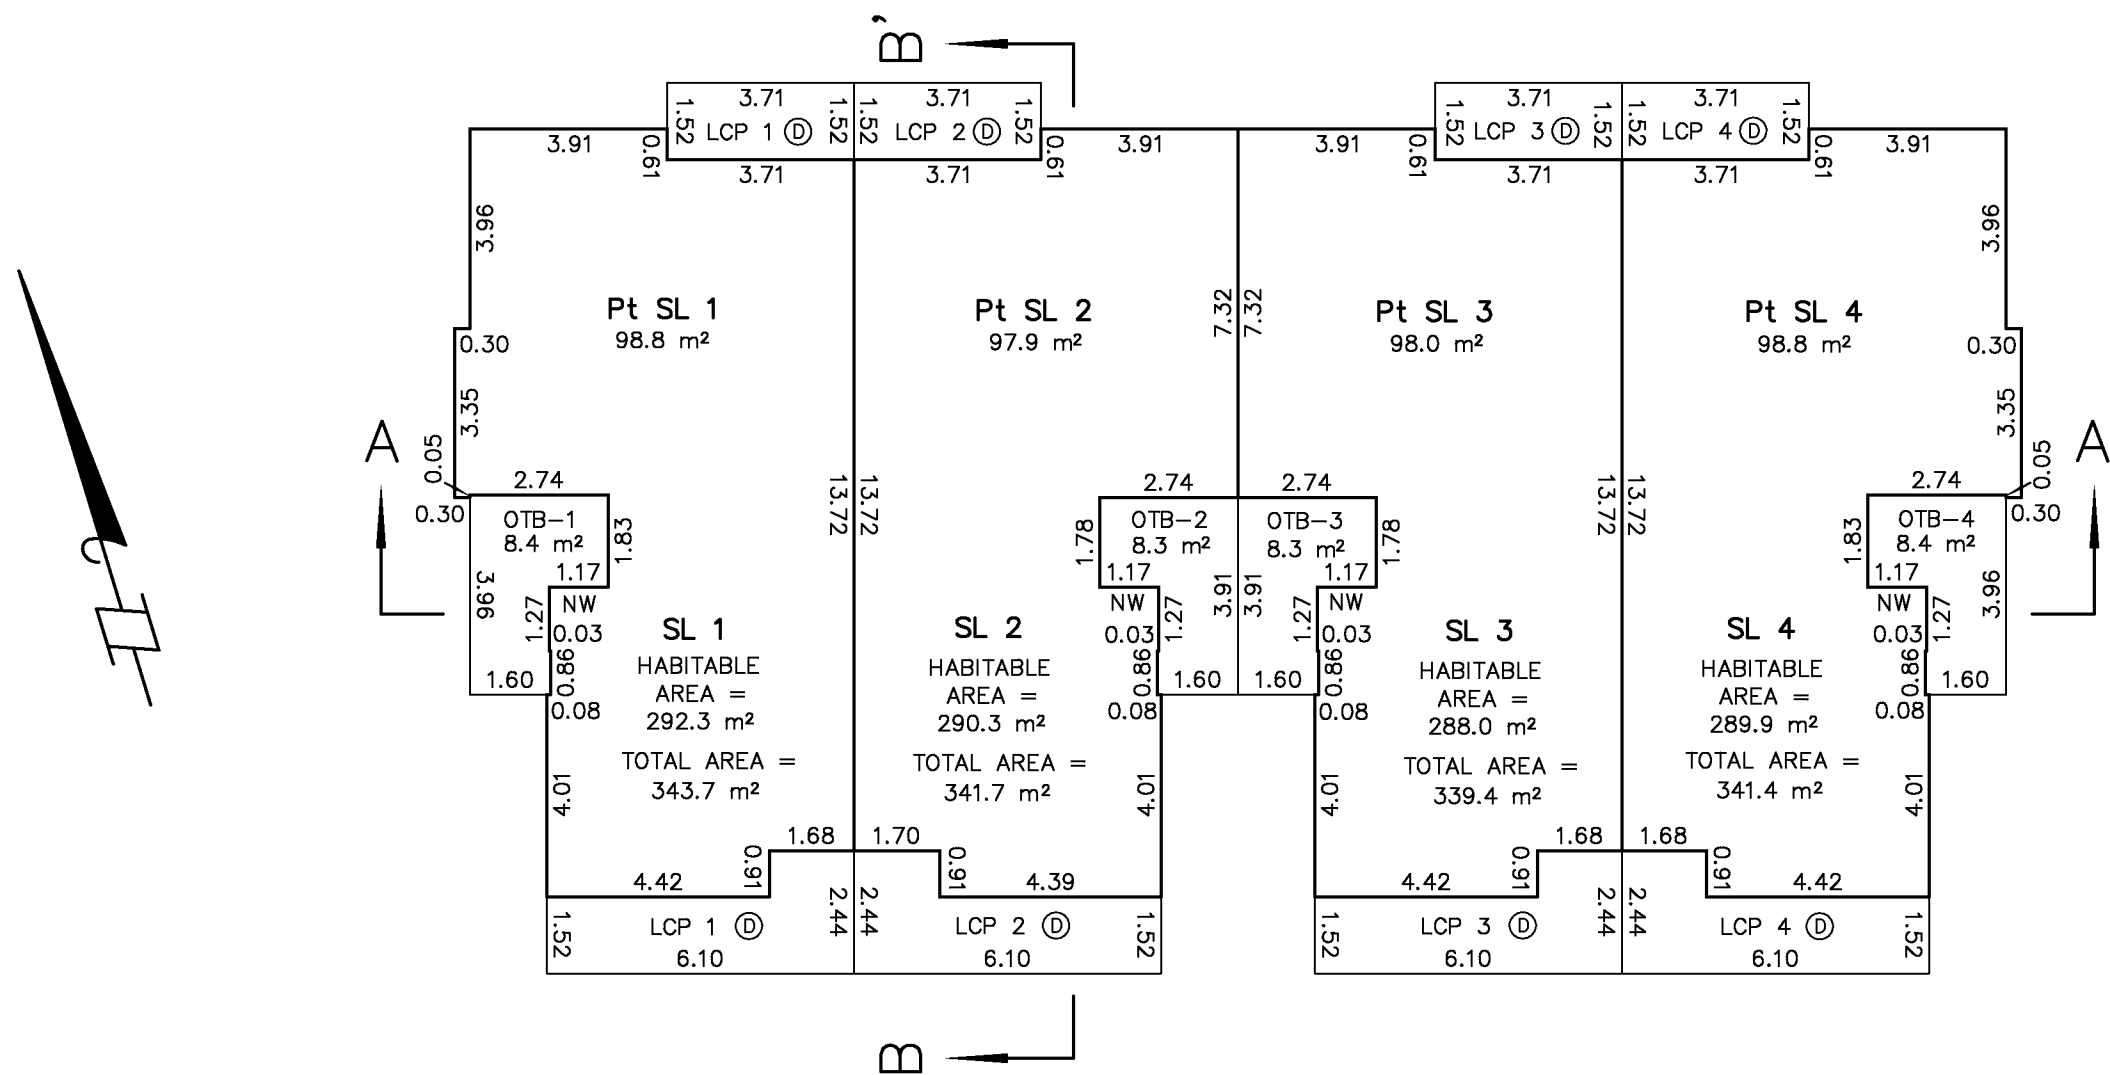 B'
3.71 3.71 3.71 3.71
1.52 1.52 1.52 1.52 1.52 1.52 1.52 1.52
LCP 1 D LCP 2 D LCP 3 D LCP 4 D
3.91 0.61 0.61 3.91 3.91 0.61 0.61 3.91
3.71 3.71 3.71 3.71
3.96 3.96
Pt SL 1 Pt SL 2 Pt SL 3 Pt SL 4
98.8 m² 97.9 m² 98.0 m² 98.8 m²
7.32 7.32
0.30 0.30
3.35 3.35
A A
0.05 0.05
2.74 2.74 2.74 2.74
0.30 0.30
13.72 13.72 13.72 13.72
OTB-1 OTB-2 OTB-3 OTB-4
8.4 m² 8.3 m² 8.3 m² 8.4 m²
1.83 1.78 1.78 1.83
1.17 1.17 1.17 1.17
3.96 3.91 3.91 3.96
NW NW NW NW
1.27 1.27 1.27 1.27
0.03 0.03 0.03 0.03
SL 1 SL 2 SL 3 SL 4
0.86 0.86 0.86 0.86
1.60 1.60 1.60 1.60
0.08 0.08 0.08 0.08
HABITABLE HABITABLE HABITABLE HABITABLE
AREA = AREA = AREA = AREA =
292.3 m² 290.3 m² 288.0 m² 289.9 m²
TOTAL AREA = TOTAL AREA = TOTAL AREA = TOTAL AREA =
343.7 m² 341.7 m² 339.4 m² 341.4 m²
4.01 4.01 4.01 4.01
1.68 1.70 1.68 1.68
0.91 0.91 0.91 0.91
4.42 4.39 4.42 4.42
1.52 2.44 2.44 1.52 1.52 2.44 2.44 1.52
LCP 1 D LCP 2 D LCP 3 D LCP 4 D
6.10 6.10 6.10 6.10
B